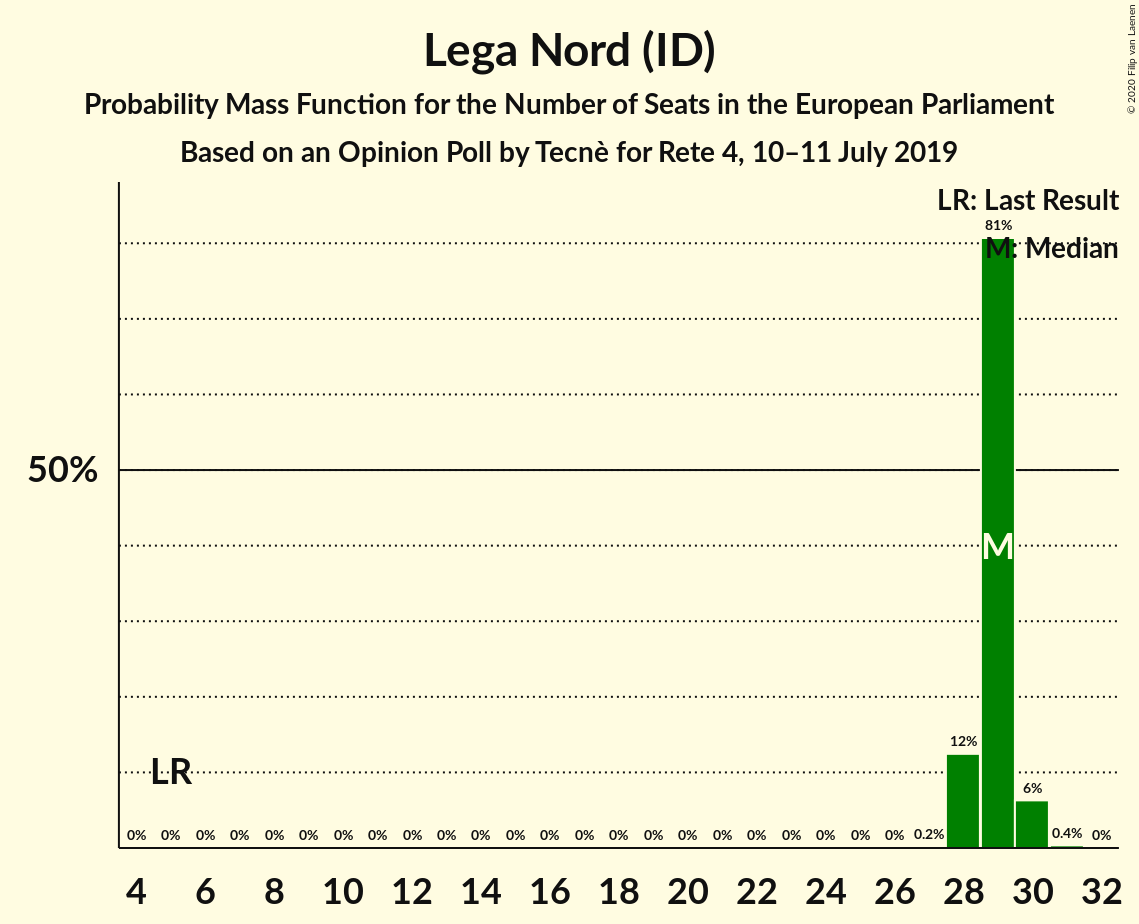 Lega Nord (ID)
Probability Mass Function for the Number of Seats in the European Parliament
Based on an Opinion Poll by Tecnè for Rete 4, 10–11 July 2019
© 2020 Filip van Laenen
LR: Last Result
81%
M: Median
50%
M
12%
LR
6%
0% 0% 0% 0% 0% 0% 0% 0% 0% 0% 0% 0% 0% 0% 0% 0% 0% 0% 0% 0% 0% 0% 0% 0.2% 0.4% 0%
4 6 8 10 12 14 16 18 20 22 24 26 28 30 32